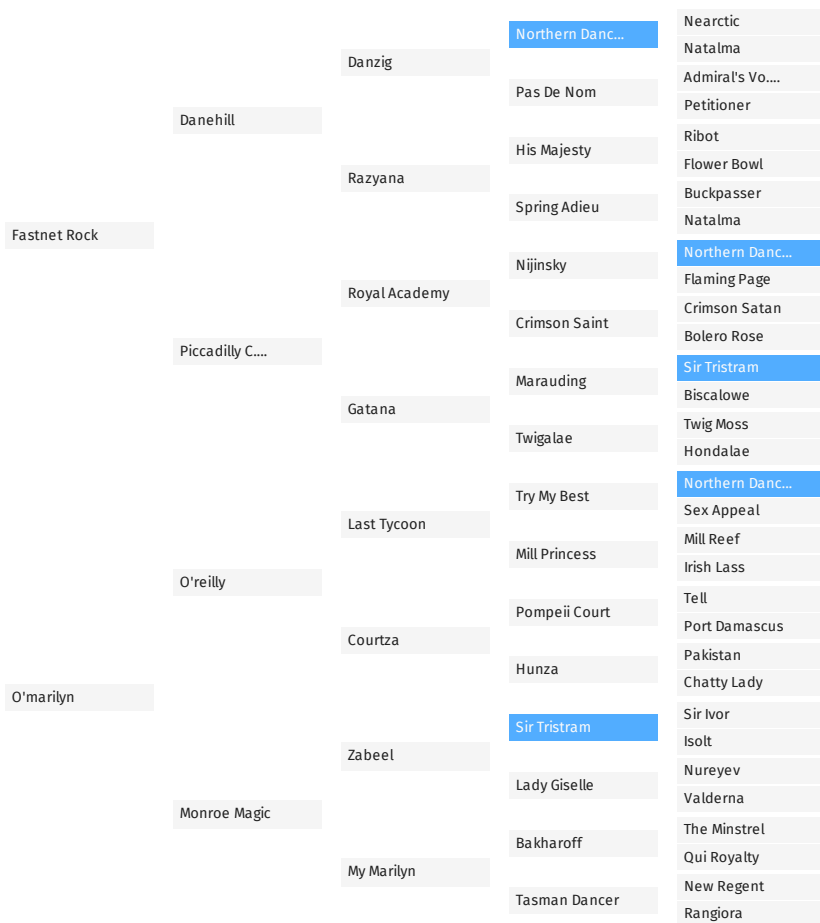 Fastnet Rock
O'marilyn
Danehill
Piccadilly C....
O'reilly
Monroe Magic
Danzig
Razyana
Royal Academy
Gatana
Last Tycoon
Courtza
Zabeel
My Marilyn
Northern Danc...
Pas De Nom
His Majesty
Spring Adieu
Nijinsky
Crimson Saint
Marauding
Twigalae
Try My Best
Mill Princess
Pompeii Court
Hunza
Sir Tristram
Lady Giselle
Bakharoff
Tasman Dancer
Nearctic
Natalma
Admiral's Vo....
Petitioner
Ribot
Flower Bowl
Buckpasser
Natalma
Northern Danc...
Flaming Page
Crimson Satan
Bolero Rose
Sir Tristram
Biscalowe
Twig Moss
Hondalae
Northern Danc...
Sex Appeal
Mill Reef
Irish Lass
Tell
Port Damascus
Pakistan
Chatty Lady
Sir Ivor
Isolt
Nureyev
Valderna
The Minstrel
Qui Royalty
New Regent
Rangiora